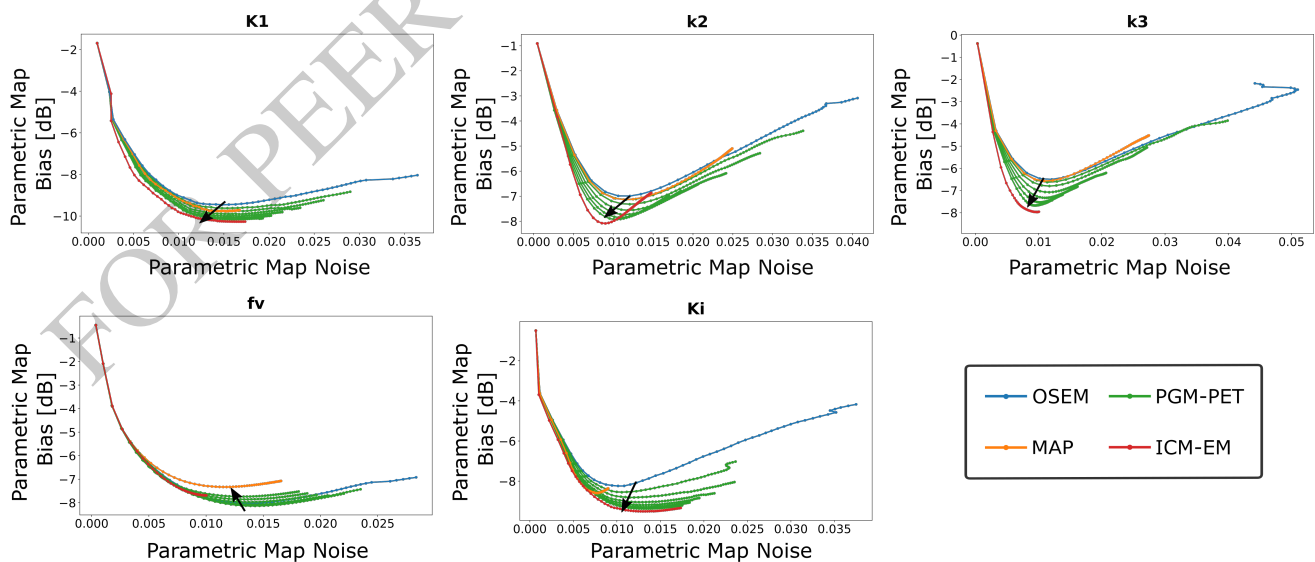 K1
k2
k3
−2
−4
−6
−8
−10
Parametric Map
Bias [dB]
0.000 0.005 0.010 0.015 0.020 0.025 0.030 0.035
Parametric Map Noise
−1
−2
−3
−4
−5
−6
−7
−8
Parametric Map
Bias [dB]
0.000 0.005 0.010 0.015 0.020 0.025 0.030 0.035 0.040
Parametric Map Noise
0
−1
−2
−3
−4
−5
−6
−7
−8
Parametric Map
Bias [dB]
0.00 0.01 0.02 0.03 0.04 0.05
Parametric Map Noise
FOR PEER
fv
Ki
−1
−2
−3
−4
−5
−6
−7
−8
Parametric Map
Bias [dB]
0.000 0.005 0.010 0.015 0.020 0.025
Parametric Map Noise
−2
−4
−6
−8
Parametric Map
Bias [dB]
0.000 0.005 0.010 0.015 0.020 0.025 0.030 0.035
Parametric Map Noise
OSEM PGM-PET
MAP ICM-EM